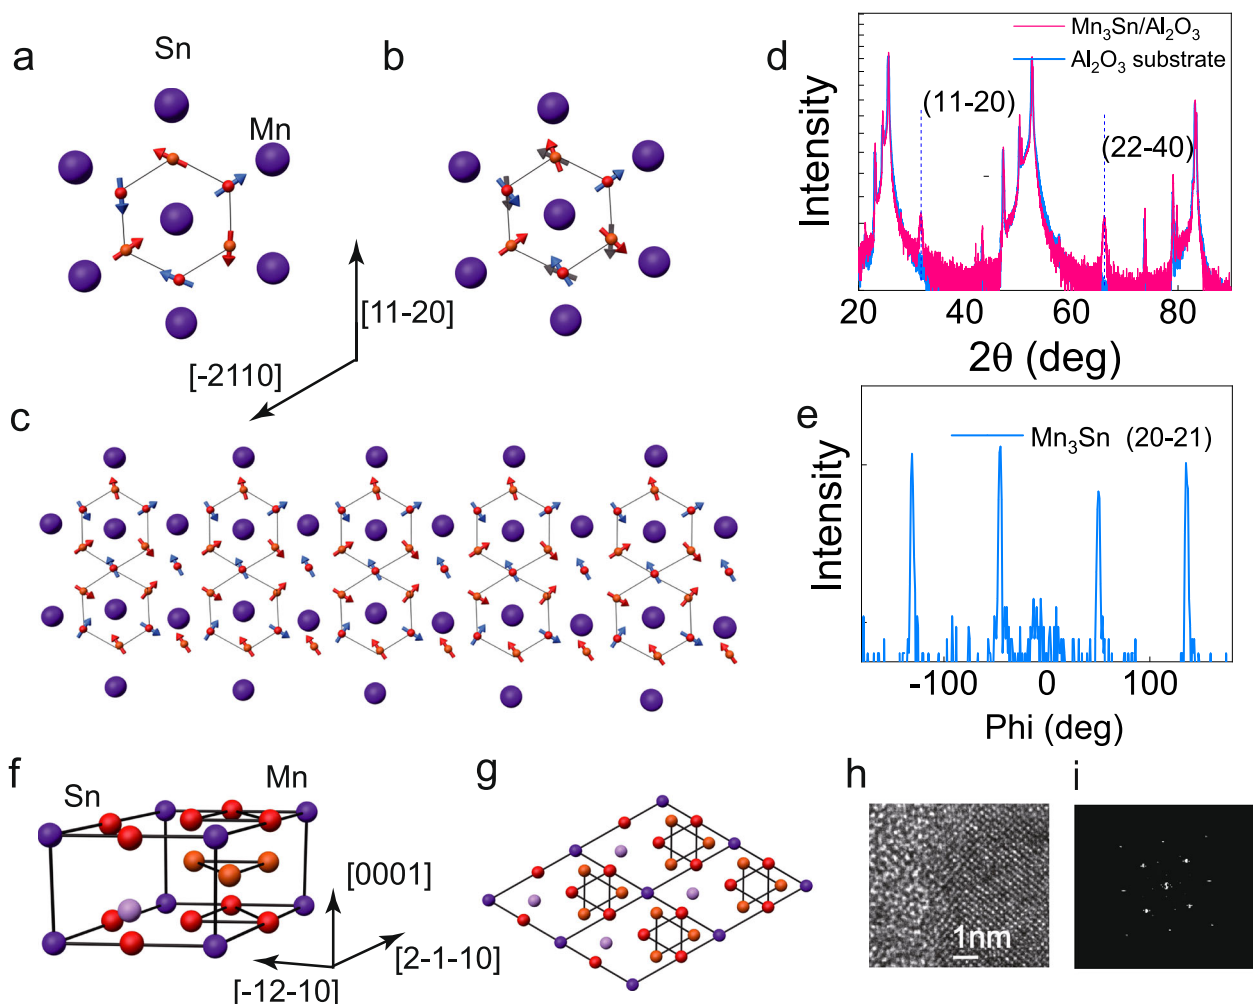 a
Sn
b
Mn
[11-20]
[-2110]
c
d
Mn₃Sn/Al₂O₃
Al₂O₃ substrate
(11-20)
(22-40)
Intensity
20 40 60 80
2θ (deg)
e
Mn₃Sn (20-21)
Intensity
-100 0 100
Phi (deg)
f
Sn
Mn
[0001]
[2-1-10]
[-12-10]
g
h
1nm
i